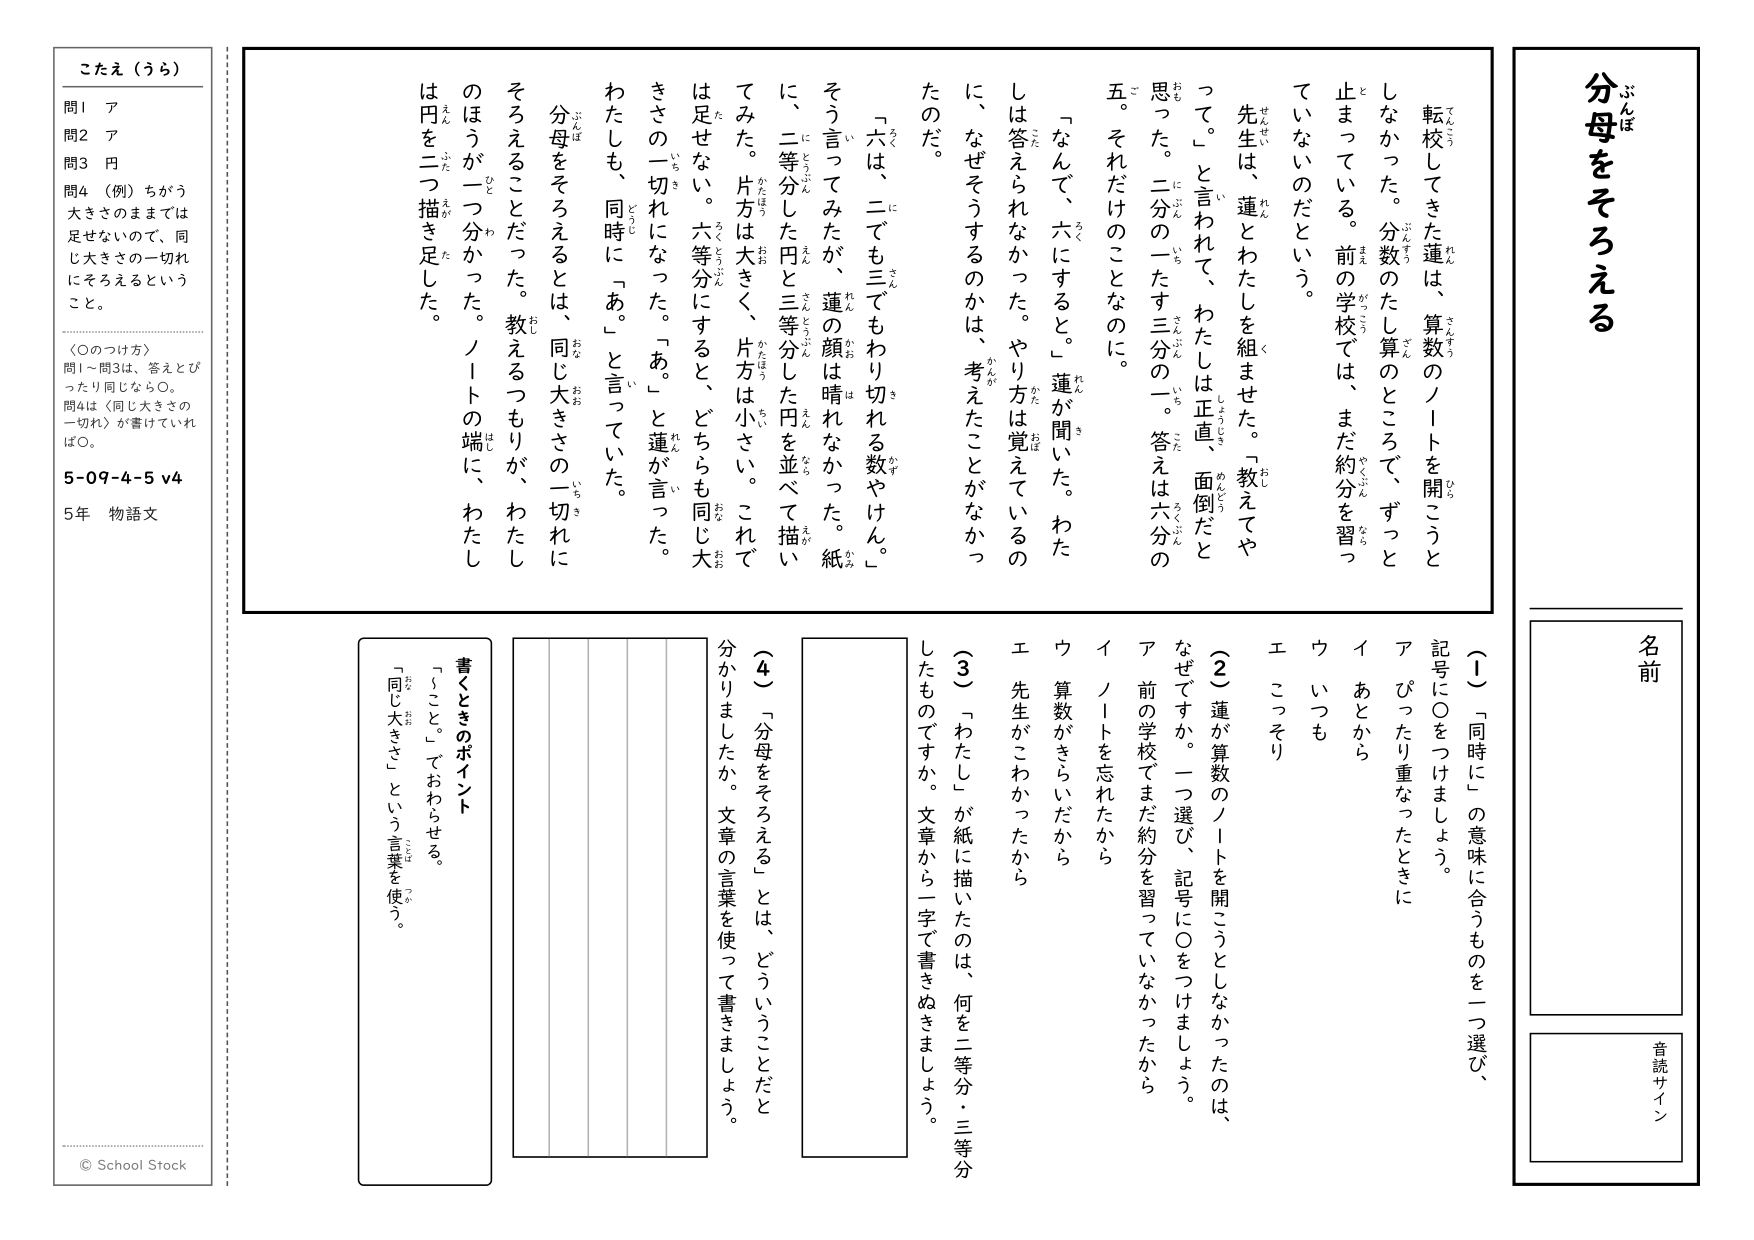 分母をそろえる
名前
音読サイン
転校してきた蓮は、算数のノートを開こうと
しなかった。分数のたし算のところで、ずっと
止まっている。前の学校では、まだ約分を習っ
ていないのだという。
先生は、蓮とわたしを組ませた。「教えてや
って。」と言われて、わたしは正直、面倒だと
思った。二分の一たす三分の一。答えは六分の
五。それだけのことなのに。
「なんで、六にすると。」蓮が聞いた。わた
しは答えられなかった。やり方は覚えているの
に、なぜそうするのかは、考えたことがなかっ
たのだ。
「六は、二でも三でもわり切れる数やけん。」
そう言ってみたが、蓮の顔は晴れなかった。紙
に、二等分した円と三等分した円を並べて描い
てみた。片方は大きく、片方は小さい。これで
は足せない。六等分にすると、どちらも同じ大
きさの一切れになった。「あ。」と蓮が言った。
わたしも、同時に「あ。」と言っていた。
分母をそろえるとは、同じ大きさの一切れに
そろえることだった。教えるつもりが、わたし
のほうが一つ分かった。ノートの端に、わたし
は円を二つ描き足した。
(1)「同時に」の意味に合うものを一つ選び、
記号に〇をつけましょう。
ア ぴったり重なったときに
イ あとから
ウ いつも
エ こっそり
(2)蓮が算数のノートを開こうとしなかったのは、
なぜですか。一つ選び、記号に〇をつけましょう。
ア 前の学校でまだ約分を習っていなかったから
イ ノートを忘れたから
ウ 算数がきらいだから
エ 先生がこわかったから
(3)「わたし」が紙に描いたのは、何を二等分・三等分
したものですか。文章から一字で書きぬきましょう。
(4)「分母をそろえる」とは、どういうことだと
分かりましたか。文章の言葉を使って書きましょう。
書くときのポイント
「～こと。」でおわらせる。
「同じ大きさ」という言葉を使う。
こたえ（うら）
問1 ア
問2 ア
問3 円
問4 （例）ちがう
大きさのままでは
足せないので、同
じ大きさの一切れ
にそろえるという
こと。
〈〇のつけ方〉
問1～問3は、答えとぴ
ったり同じなら〇。
問4は〈同じ大きさの
一切れ〉が書けていれ
ば〇。
5-09-4-5 v4
5年 物語文
© School Stock